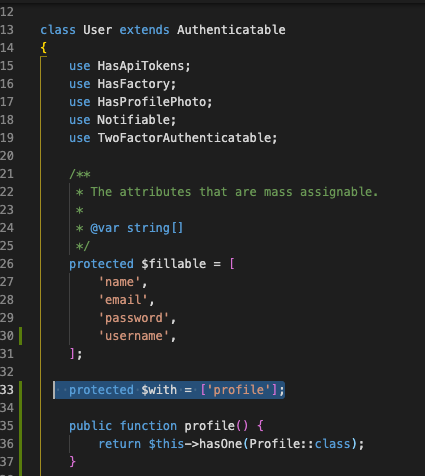 12
13 class User extends Authenticatable
14 {
15     use HasApiTokens;
16     use HasFactory;
17     use HasProfilePhoto;
18     use Notifiable;
19     use TwoFactorAuthenticatable;
20
21     /**
22      * The attributes that are mass assignable.
23      *
24      * @var string[]
25      */
26     protected $fillable = [
27         'name',
28         'email',
29         'password',
30         'username',
31     ];
32
33     protected $with = ['profile'];
34
35     public function profile() {
36         return $this->hasOne(Profile::class);
37     }